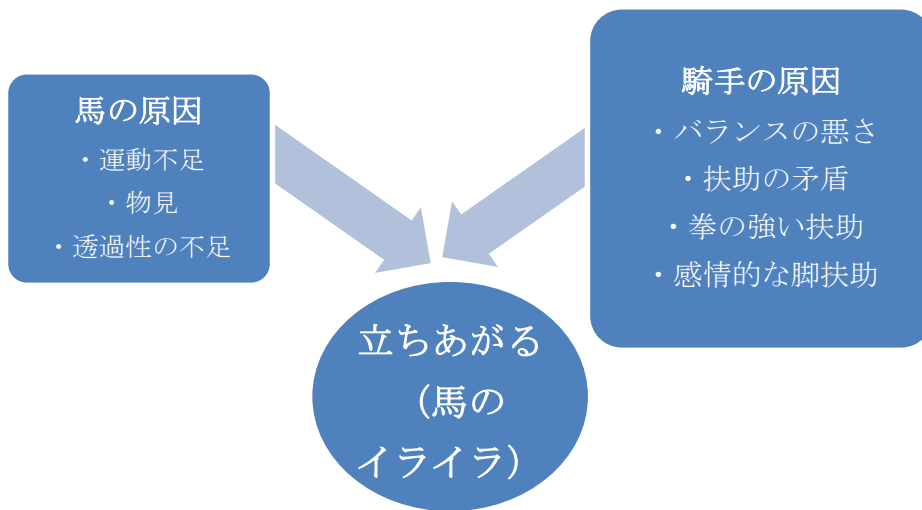 馬の原因
・運動不足
・物見
・透過性の不足
騎手の原因
・バランスの悪さ
・扶助の矛盾
・拳の強い扶助
・感情的な脚扶助
立ちあがる
（馬の
イライラ）